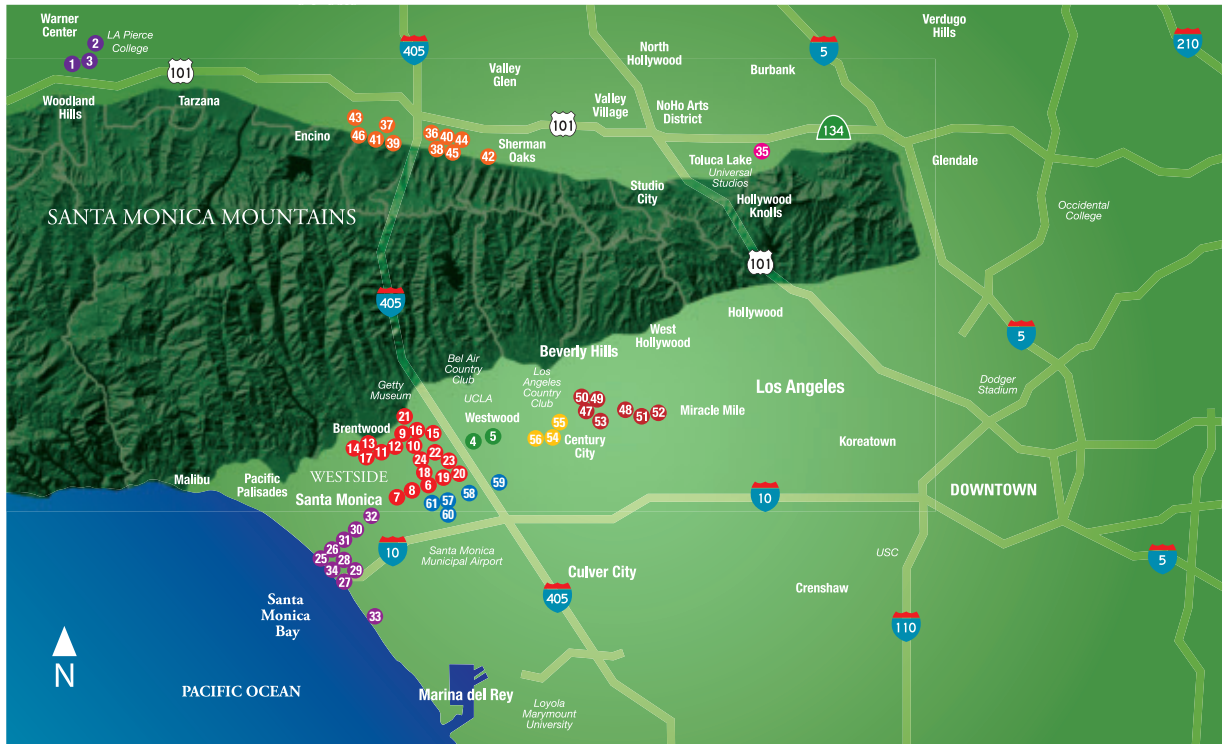 Warner
Center
LA Pierce
College
2
1
3
101
Woodland
Hills
Tarzana
405
Valley
Glen
North
Hollywood
Burbank
5
Verdugo
Hills
210
Valley
Village
NoHo Arts
District
101
134
Encino
43
37
46
41
39
36
40
44
38
45
42
Sherman
Oaks
35
Toluca Lake
Universal
Studios
Glendale
Studio
City
Hollywood
Knolls
Occidental
College
SANTA MONICA MOUNTAINS
101
405
Hollywood
West
Hollywood
Beverly Hills
5
Bel Air
Country
Club
Los
Angeles
Country
Club
Getty
Museum
UCLA
Los Angeles
Dodger
Stadium
50
49
47
48
51
52
53
Miracle Mile
Westwood
4
5
55
56
54
Century
City
Koreatown
21
Brentwood
9
16
15
14
13
12
10
17
11
22
24
23
18
19
20
6
8
7
WESTSIDE
Malibu
Pacific
Palisades
Santa Monica
59
58
57
61
60
10
DOWNTOWN
32
30
31
26
25
28
34
29
27
10
Santa Monica
Municipal Airport
USC
5
Culver City
405
Crenshaw
Santa
Monica
Bay
33
110
N
PACIFIC OCEAN
Marina del Rey
Loyola
Marymount
University